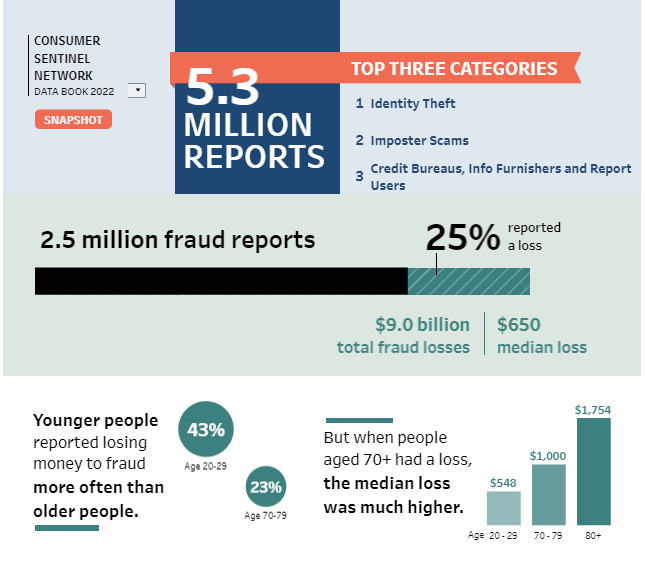 CONSUMER
SENTINEL
NETWORK
DATA BOOK 2022
SNAPSHOT
5.3
MILLION
REPORTS
TOP THREE CATEGORIES
1 Identity Theft
2 Imposter Scams
3 Credit Bureaus, Info Furnishers and Report
Users
2.5 million fraud reports
25% reported
a loss
$9.0 billion
total fraud losses
$650
median loss
Younger people
reported losing
money to fraud
more often than
older people.
43%
Age 20-29
23%
Age 70-79
But when people
aged 70+ had a loss,
the median loss
was much higher.
$548
$1,000
$1,754
Age 20 - 29 70 - 79 80+